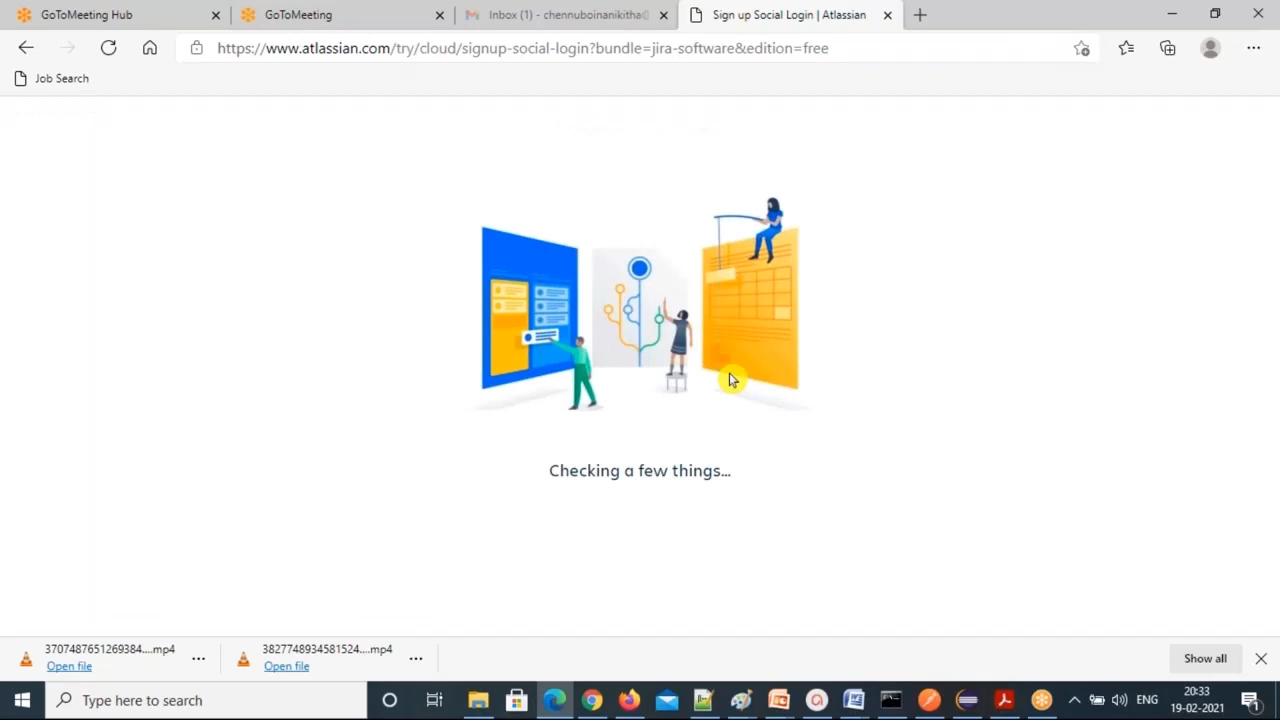 GoToMeeting Hub
GoToMeeting
Inbox (1) - chennuboinanikitha@
Sign up Social Login | Atlassian
https://www.atlassian.com/try/cloud/signup-social-login?bundle=jira-software&edition=free
Job Search
Checking a few things...
3707487651269384....mp4
Open file
3827748934581524....mp4
Open file
Show all
Type here to search
ENG
20:33
19-02-2021
1